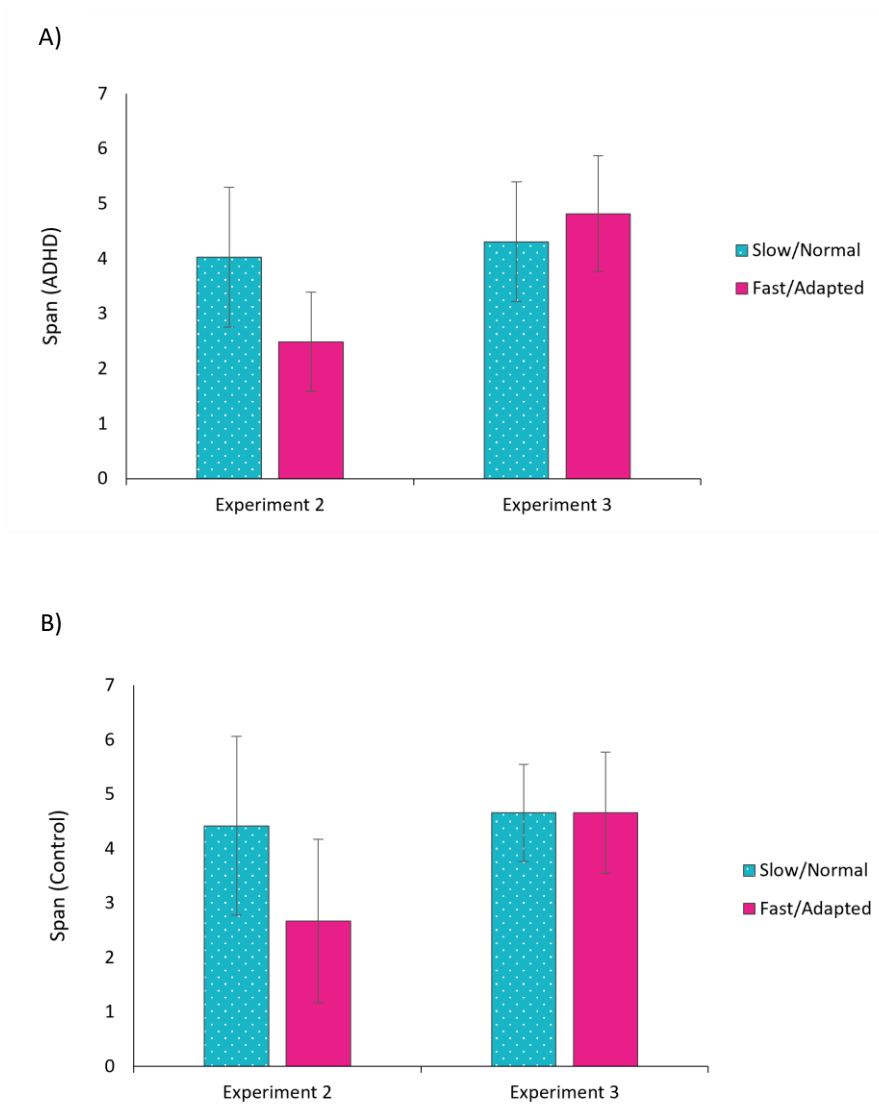 A)
7
6
5
4
3
2
1
0
Span (ADHD)
Experiment 2
Experiment 3
Slow/Normal
Fast/Adapted
B)
7
6
5
4
3
2
1
0
Span (Control)
Experiment 2
Experiment 3
Slow/Normal
Fast/Adapted